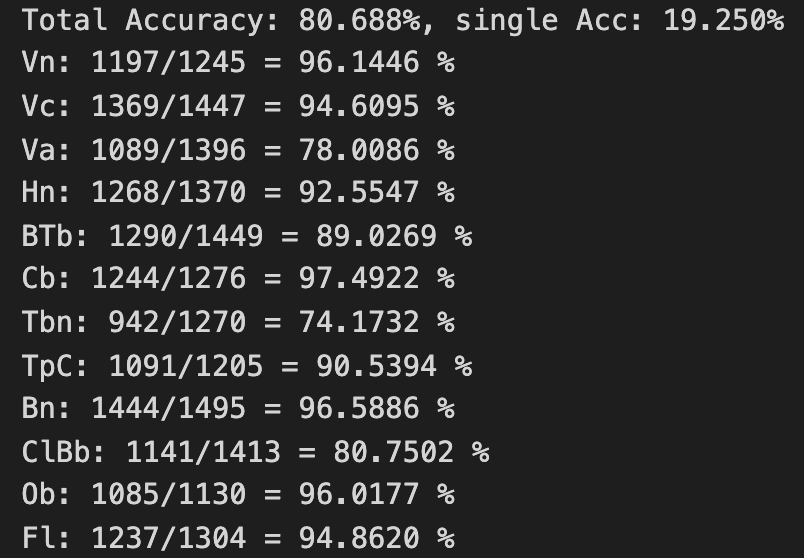 Total Accuracy: 80.688%, single Acc: 19.250%
Vn: 1197/1245 = 96.1446 %
Vc: 1369/1447 = 94.6095 %
Va: 1089/1396 = 78.0086 %
Hn: 1268/1370 = 92.5547 %
BTb: 1290/1449 = 89.0269 %
Cb: 1244/1276 = 97.4922 %
Tbn: 942/1270 = 74.1732 %
TpC: 1091/1205 = 90.5394 %
Bn: 1444/1495 = 96.5886 %
ClBb: 1141/1413 = 80.7502 %
Ob: 1085/1130 = 96.0177 %
Fl: 1237/1304 = 94.8620 %